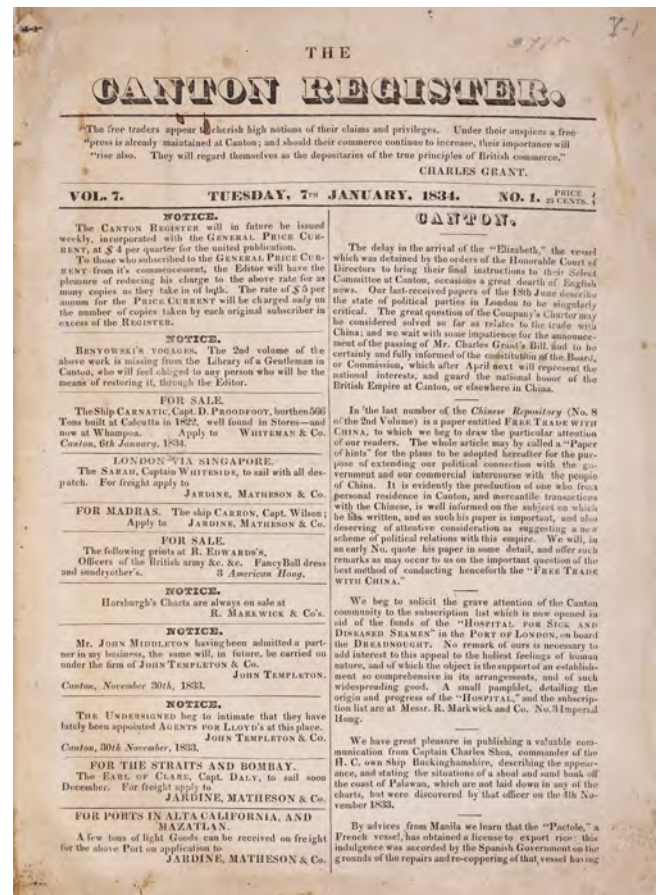 THE
CANTON REGISTER.
"The free traders appear to cherish high notions of their claims and privileges. Under their auspices a free
"press is already maintained at Canton; and should their commerce continue to increase, their importance will
"rise also. They will regard themselves as the depositaries of the true principles of British commerce."
CHARLES GRANT.
VOL. 7. TUESDAY, 7TH JANUARY, 1834. NO. 1. PRICE 25 CENTS.
NOTICE.
The CANTON REGISTER will in future be issued
weekly, incorporated with the GENERAL PRICE CUR-
RENT; at $ 4 per quarter for the united publication.
To those who subscribed to the GENERAL PRICE CUR-
RENT from it's commencement, the Editor will have the
pleasure of reducing his charge to the above rate for as
many copies as they take in of both. The rate of $ 5 per
annum for the PRICE CURRENT will be charged only on
the number of copies taken by each original subscriber in
excess of the REGISTER.
NOTICE.
BENYOWSKI'S VOYAGES. The 2nd volume of the
above work is missing from the Library of a Gentleman in
Canton, who will feel obliged to any person who will be the
means of restoring it, through the Editor.
FOR SALE.
The Ship CARNATIC, Capt. D. PROODFOOT, burthen 566
Tons built at Calcutta in 1822, well found in Stores—and
now at Whampoa. Apply to WHITEMAN & Co.
Canton, 6th January, 1834.
LONDON VIA SINGAPORE.
The SARAH, Captain WHITESIDE, to sail with all des-
patch. For freight apply to
JARDINE, MATHESON & Co.
FOR MADRAS. The ship CARRON, Capt. Wilson;
Apply to JARDINE, MATHESON & Co.
FOR SALE.
The following prints at R. EDWARDS's,
Officers of the British army &c. &c. Fancy Ball dress
and sundry other's. 3 American Hong.
NOTICE.
Horsburgh's Charts are always on sale at
R. MARKWICK & Co's.
NOTICE.
Mr. JOHN MIDDLETON having been admitted a part-
ner in my business, the same will, in future, be carried on
under the firm of JOHN TEMPLETON & Co.
JOHN TEMPLETON.
Canton, November 30th, 1833.
NOTICE.
THE UNDERSIGNED beg to intimate that they have
lately been appointed AGENTS FOR LLOYD's at this place.
JOHN TEMPLETON & Co.
Canton, 30th November, 1833.
FOR THE STRAITS AND BOMBAY.
The EARL OF CLARE, Capt. DALY, to sail soon
December. For freight apply to
JARDINE, MATHESON & Co.
FOR PORTS IN ALTA CALIFORNIA, AND
MAZATLAN.
A few tons of light Goods can be received on freight
for the above Port on application to
JARDINE, MATHESON & Co.
CANTON.
The delay in the arrival of the "Elizabeth," the vessel
which was detained by the orders of the Honorable Court of
Directors to bring their final instructions to their Select
Committee at Canton, occasions a great dearth of English
news. Our last-received papers of the 18th June describe
the state of political parties in London to be singularly
critical. The great question of the Company's Charter may
be considered solved so far as relates to the trade with
China; and we wait with some impatience for the announce-
ment of the passing of Mr. Charles Grant's Bill, and to be
certainly and fully informed of the constitution of the Board,
or Commission, which after April next will represent the
national interests, and guard the national honor of the
British Empire at Canton, or elsewhere in China.
In the last number of the Chinese Repository (No. 8
of the 2nd Volume) is a paper entitled FREE TRADE WITH
CHINA, to which we beg to draw the particular attention
of our readers. The whole article may by called a "Paper
of hints" for the plans to be adopted hereafter for the pur-
pose of extending our political connection with the go-
vernment and our commercial intercourse with the people
of China. It is evidently the production of one who from
personal residence in Canton, and mercantile transactions
with the Chinese, is well informed on the subject on which
he has written, and as such his paper is important, and also
deserving of attentive consideration as suggesting a new
scheme of political relations with this empire. We will, in
an early No. quote his paper in some detail, and offer such
remarks as may occur to us on the important question of the
best method of conducting henceforth the "FREE TRADE
WITH CHINA."
We beg to solicit the grave attention of the Canton
community to the subscription list which is now opened in
aid of the funds of the "HOSPITAL FOR SICK AND
DISEASED SEAMEN" in the PORT OF LONDON, on board
the DREADNOUGHT. No remark of ours is necessary to
add interest to this appeal to the holiest feelings of human
nature, and of which the object is the support of an establish-
ment so comprehensive in its arrangements, and of such
widespreading good. A small pamphlet, detailing the
origin and progress of the "HOSPITAL," and the subscrip-
tion list are at Messr. R. Markwick and Co. No. 3 Imperial
Hong.
We have great pleasure in publishing a valuable com-
munication from Captain Charles Shea, commander of the
H. C. own Ship Buckinghamshire, describing the appear-
ance, and stating the situations of a shoal and sand bank off
the coast of Palawan, which are not laid down in any of the
charts, but were discovered by that officer on the 4th No-
vember 1833.
By advices from Manila we learn that the "Pactole," a
French vessel, has obtained a license to export rice: this
indulgence was accorded by the Spanish Government on the
grounds of the repairs and re-coppering of that vessel having